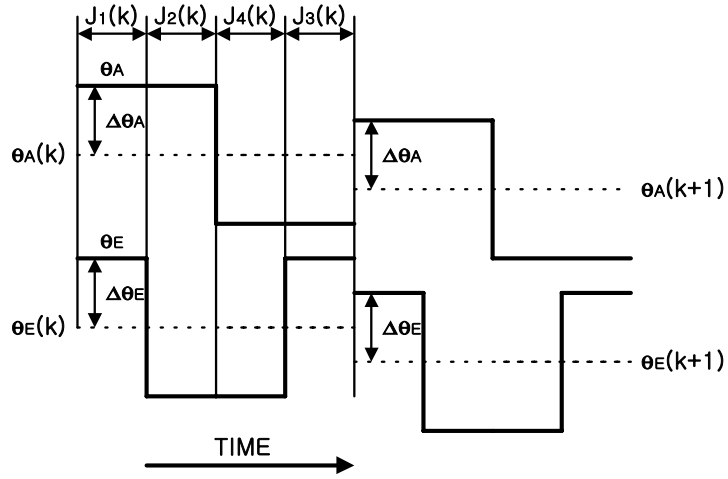 J1(k) J2(k) J4(k) J3(k)
θA
ΔθA
θA(k)
ΔθA
θA(k+1)
θE
ΔθE
θE(k)
ΔθE
θE(k+1)
TIME